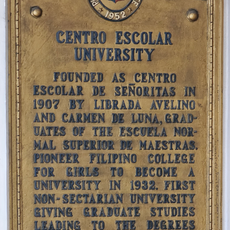 1952
CENTRO ESCOLAR
UNIVERSITY
FOUNDED AS CENTRO
ESCOLAR DE SEÑORITAS IN
1907 BY LIBRADA AVELINO
AND CARMEN DE LUNA, GRAD-
UATES OF THE ESCUELA NOR-
MAL SUPERIOR DE MAESTRAS.
PIONEER FILIPINO COLLEGE
FOR GIRLS TO BECOME A
UNIVERSITY IN 1932. FIRST
NON-SECTARIAN UNIVERSITY
GIVING GRADUATE STUDIES
LEADING TO THE DEGREES